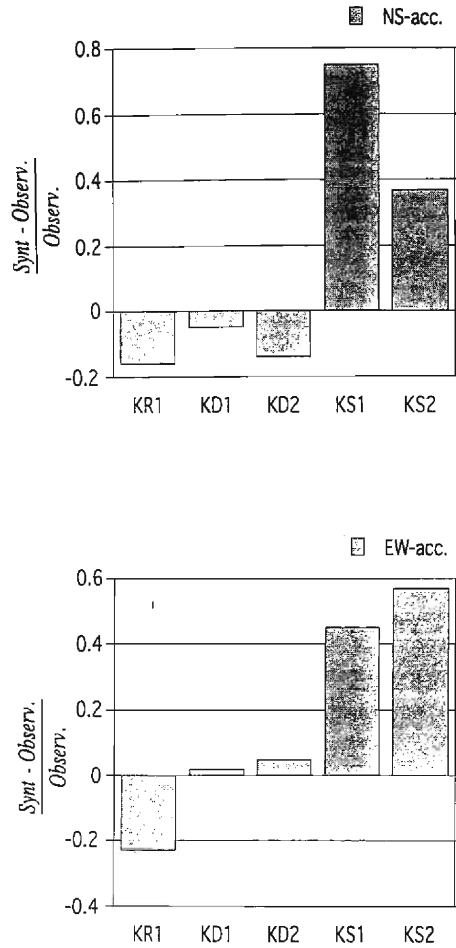 NS-acc.
0.8
0.6
0.4
0.2
0
-0.2
Synt - Observ.
Observ.
KR1 KD1 KD2 KS1 KS2
EW-acc.
0.6
0.4
0.2
0
-0.2
-0.4
Synt - Observ.
Observ.
KR1 KD1 KD2 KS1 KS2